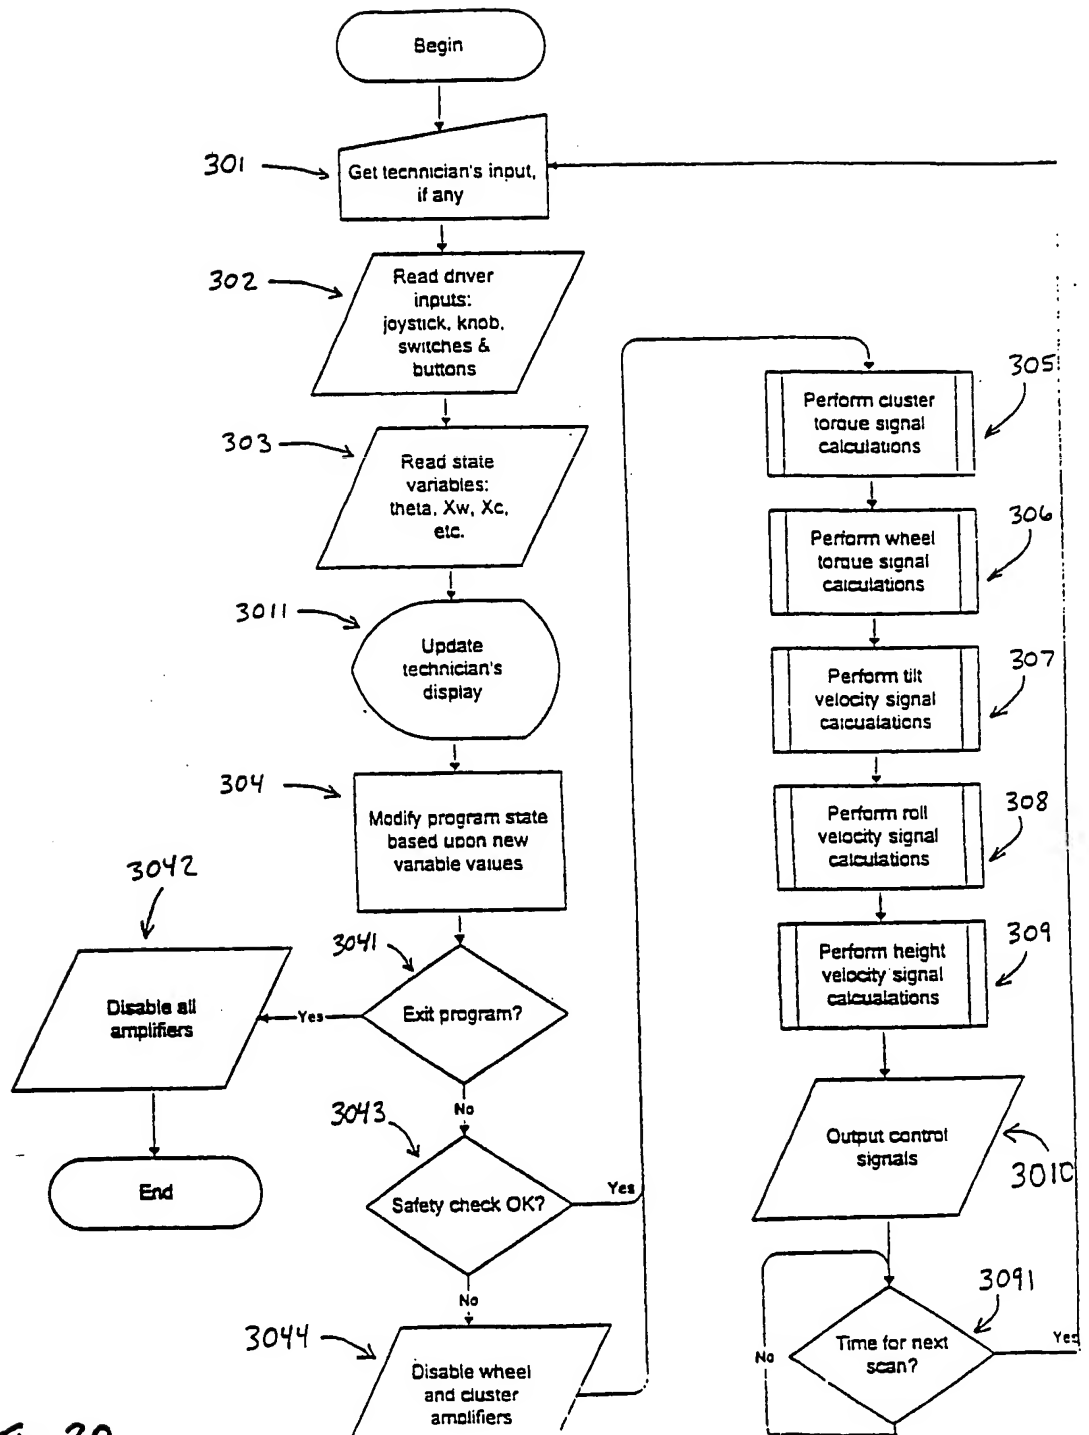 Begin
301
Get technician's input,
if any
302
Read driver
inputs:
joystick, knob,
switches &
buttons
303
Read state
variables:
theta, Xw, Xc,
etc.
3011
Update
technician's
display
304
Modify program state
based upon new
variable values
3042
3041
Disable all
amplifiers
Yes
Exit program?
No
End
3043
Safety check OK?
Yes
No
3044
Disable wheel
and cluster
amplifiers
305
Perform cluster
torque signal
calculations
306
Perform wheel
torque signal
calculations
307
Perform tilt
velocity signal
calcualations
308
Perform roll
velocity signal
calculations
309
Perform height
velocity signal
calcualations
Output control
signals
3010
3091
Time for next
scan?
No
Yes